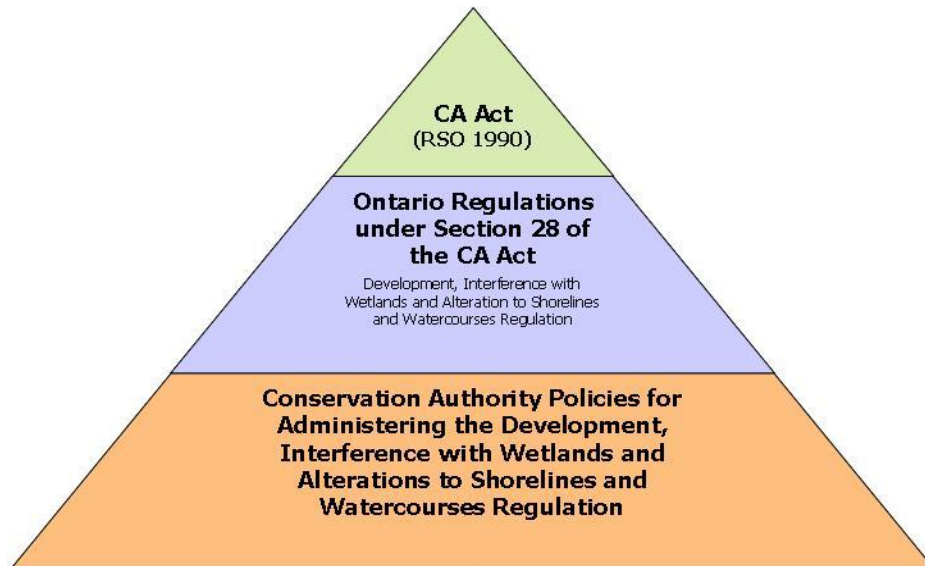 CA Act
(RSO 1990)
Ontario Regulations
under Section 28 of
the CA Act
Development, Interference with
Wetlands and Alteration to Shorelines
and Watercourses Regulation
Conservation Authority Policies for
Administering the Development,
Interference with Wetlands and
Alterations to Shorelines and
Watercourses Regulation